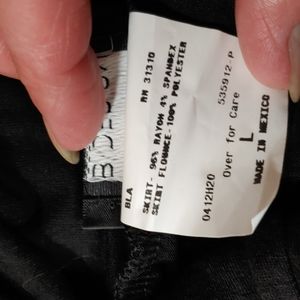 BLA
RN 31310
SKIRT- 96% RAYON 4% SPANDEX
SKIRT FLOUNCE-100% POLYESTER
0412H20
535912-P
Over for Care
L
MADE IN MEXICO